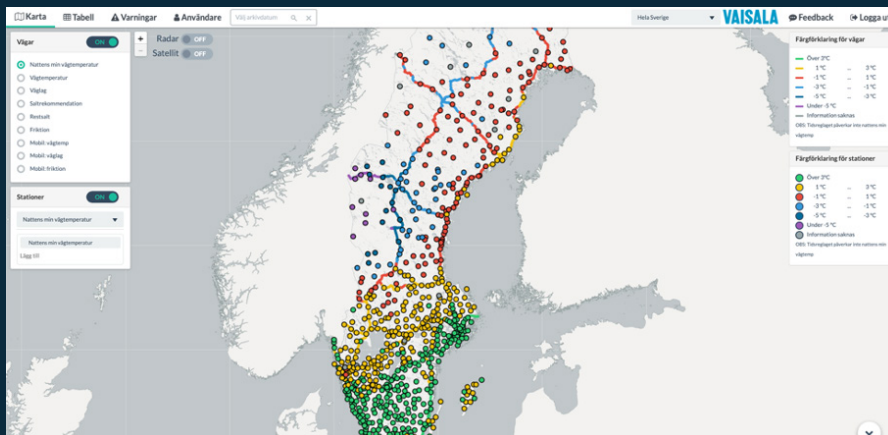 Karta Tabell Varningar Användare Välj arkivdatum Hela Sverige VAISALA Feedback Logga ut
Vägar ON
Nattens min vägtemperatur
Vägtemperatur
Väglag
Saltrekommendation
Restsalt
Friktion
Mobil: vägtemp
Mobil: väglag
Mobil: friktion
Stationer ON
Nattens min vägtemperatur
Nattens min vägtemperatur
Lägg till
+
-
Radar OFF
Satellit OFF
Färgförklaring för vägar
Över 3°C
1 °C .. 3 °C
-1 °C .. 1 °C
-3 °C .. -1 °C
-5 °C .. -3 °C
Under -5 °C
Information saknas
OBS: Tidsreglaget påverkar inte nattens min
vägtemp
Färgförklaring för stationer
Över 3°C
1 °C .. 3 °C
-1 °C .. 1 °C
-3 °C .. -1 °C
-5 °C .. -3 °C
Under -5 °C
Information saknas
OBS: Tidsreglaget påverkar inte nattens min
vägtemp